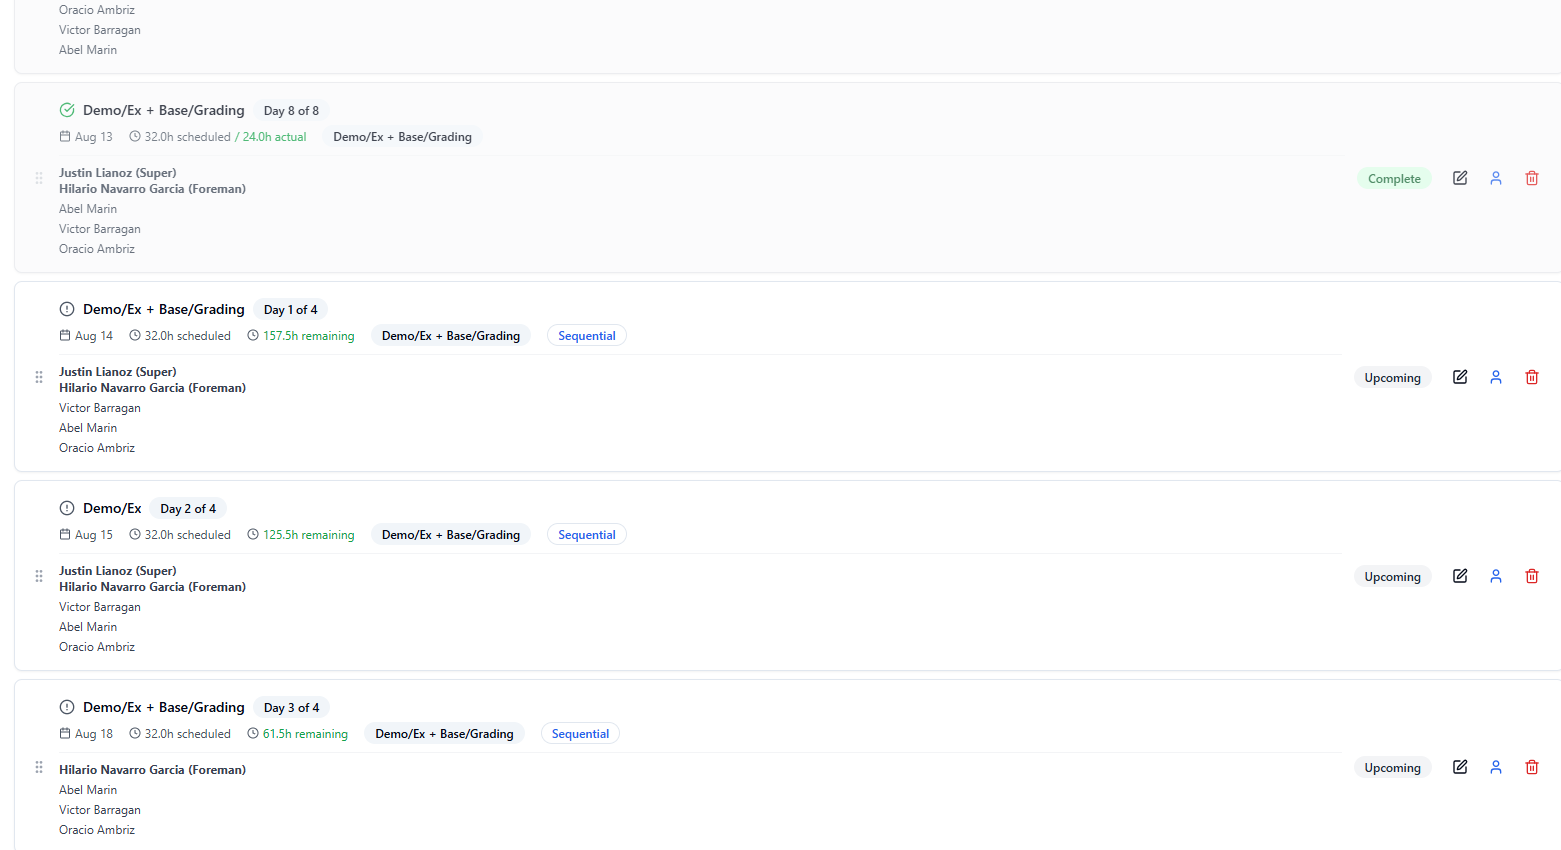 Oracio Ambriz
Victor Barragan
Abel Marin
Demo/Ex + Base/Grading Day 8 of 8
Aug 13 32.0h scheduled / 24.0h actual Demo/Ex + Base/Grading
Justin Lianoz (Super)
Hilario Navarro Garcia (Foreman)
Complete
Abel Marin
Victor Barragan
Oracio Ambriz
Demo/Ex + Base/Grading Day 1 of 4
Aug 14 32.0h scheduled 157.5h remaining Demo/Ex + Base/Grading Sequential
Justin Lianoz (Super)
Hilario Navarro Garcia (Foreman)
Upcoming
Victor Barragan
Abel Marin
Oracio Ambriz
Demo/Ex Day 2 of 4
Aug 15 32.0h scheduled 125.5h remaining Demo/Ex + Base/Grading Sequential
Justin Lianoz (Super)
Hilario Navarro Garcia (Foreman)
Upcoming
Victor Barragan
Abel Marin
Oracio Ambriz
Demo/Ex + Base/Grading Day 3 of 4
Aug 18 32.0h scheduled 61.5h remaining Demo/Ex + Base/Grading Sequential
Hilario Navarro Garcia (Foreman)
Upcoming
Abel Marin
Victor Barragan
Oracio Ambriz